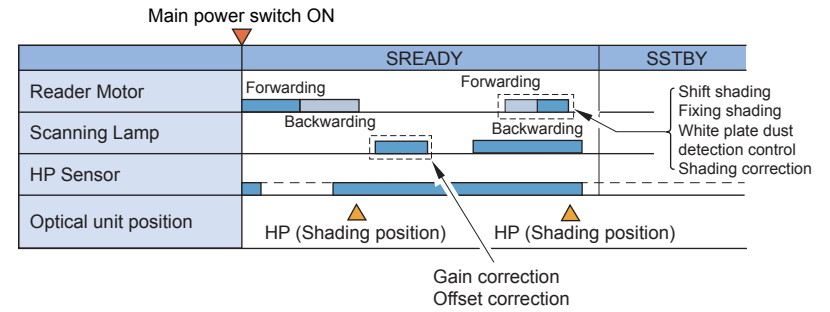 Main power switch ON
SREADY
SSTBY
Reader Motor
Forwarding
Backwarding
Forwarding
Backwarding
Shift shading
Fixing shading
White plate dust
detection control
Shading correction
Scanning Lamp
HP Sensor
Optical unit position
HP (Shading position)
HP (Shading position)
Gain correction
Offset correction